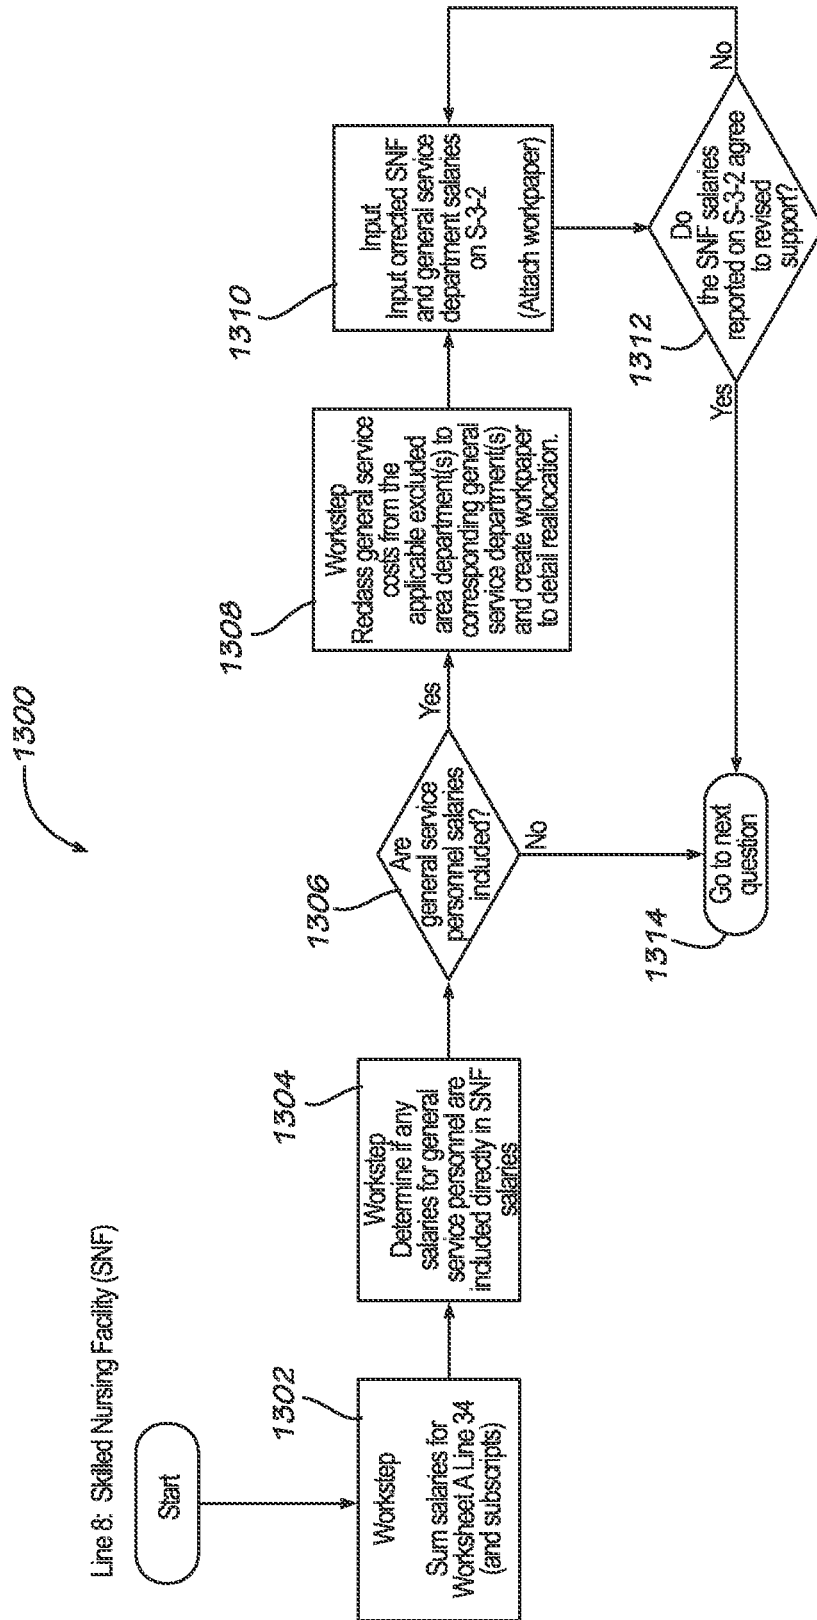 Line 8: Skilled Nursing Facility (SNF)
1300
Start
1302
Workstep
Sum salaries for
Worksheet A Line 34
(and subscripts)
1304
Workstep
Determine if any
salaries for general
service personnel are
included directly in SNF
salaries
1306
Are
general service
personnel salaries
included?
Yes
No
1308
Workstep
Reclass general service
costs from the
applicable excluded
area department(s) to
corresponding general
service department(s)
and create workpaper
to detail reallocation.
1310
Input
Input orrected SNF
and general service
department salaries
on S-3-2
(Attach workpaper)
1312
Do
the SNF salaries
reported on S-3-2 agree
to revised
support?
No
Yes
1314
Go to next
question